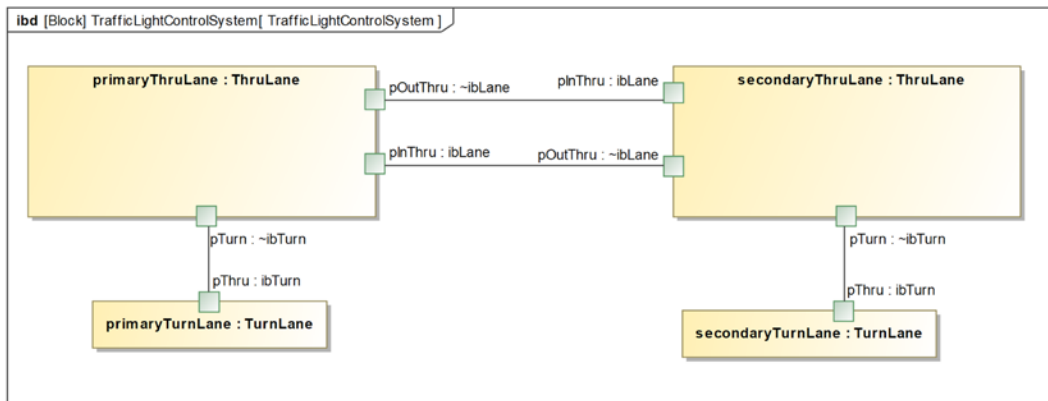 ibd [Block] TrafficLightControlSystem[ TrafficLightControlSystem ]
primaryThruLane : ThruLane
secondaryThruLane : ThruLane
pOutThru : ~ibLane
pInThru : ibLane
pInThru : ibLane
pOutThru : ~ibLane
pTurn : ~ibTurn
pTurn : ~ibTurn
pThru : ibTurn
pThru : ibTurn
primaryTurnLane : TurnLane
secondaryTurnLane : TurnLane